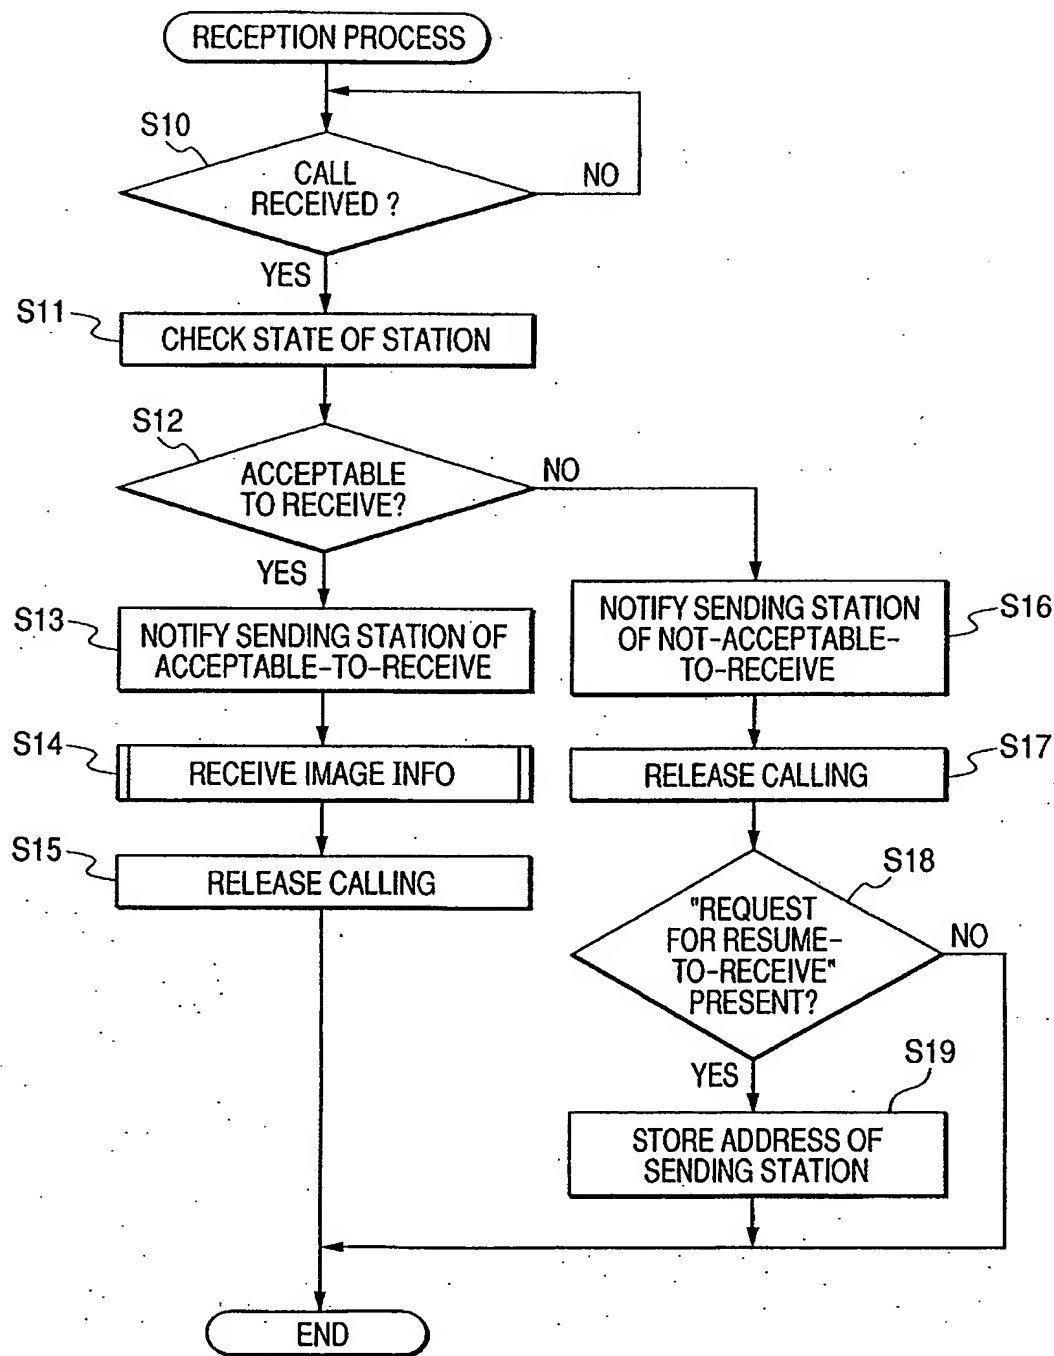 RECEPTION PROCESS
S10
CALL
RECEIVED ?
NO
YES
S11
CHECK STATE OF STATION
S12
ACCEPTABLE
TO RECEIVE?
NO
YES
S13
NOTIFY SENDING STATION OF
ACCEPTABLE-TO-RECEIVE
S16
NOTIFY SENDING STATION
OF NOT-ACCEPTABLE-
TO-RECEIVE
S14
RECEIVE IMAGE INFO
S17
RELEASE CALLING
S15
RELEASE CALLING
S18
"REQUEST
FOR RESUME-
TO-RECEIVE"
PRESENT?
NO
YES
S19
STORE ADDRESS OF
SENDING STATION
END